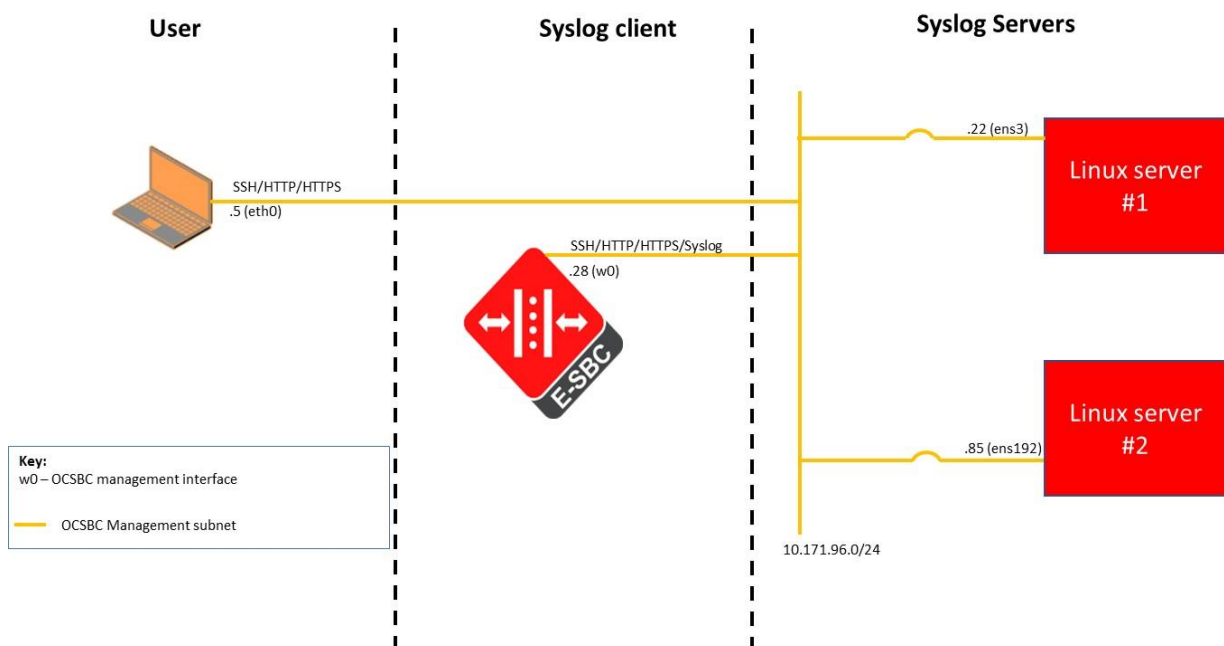 User
Syslog client
Syslog Servers
.22 (ens3)
Linux server
#1
SSH/HTTP/HTTPS
.5 (eth0)
SSH/HTTP/HTTPS/Syslog
.28 (w0)
E-SBC
Linux server
#2
.85 (ens192)
Key:
w0 – OCSBC management interface
OCSBC Management subnet
10.171.96.0/24